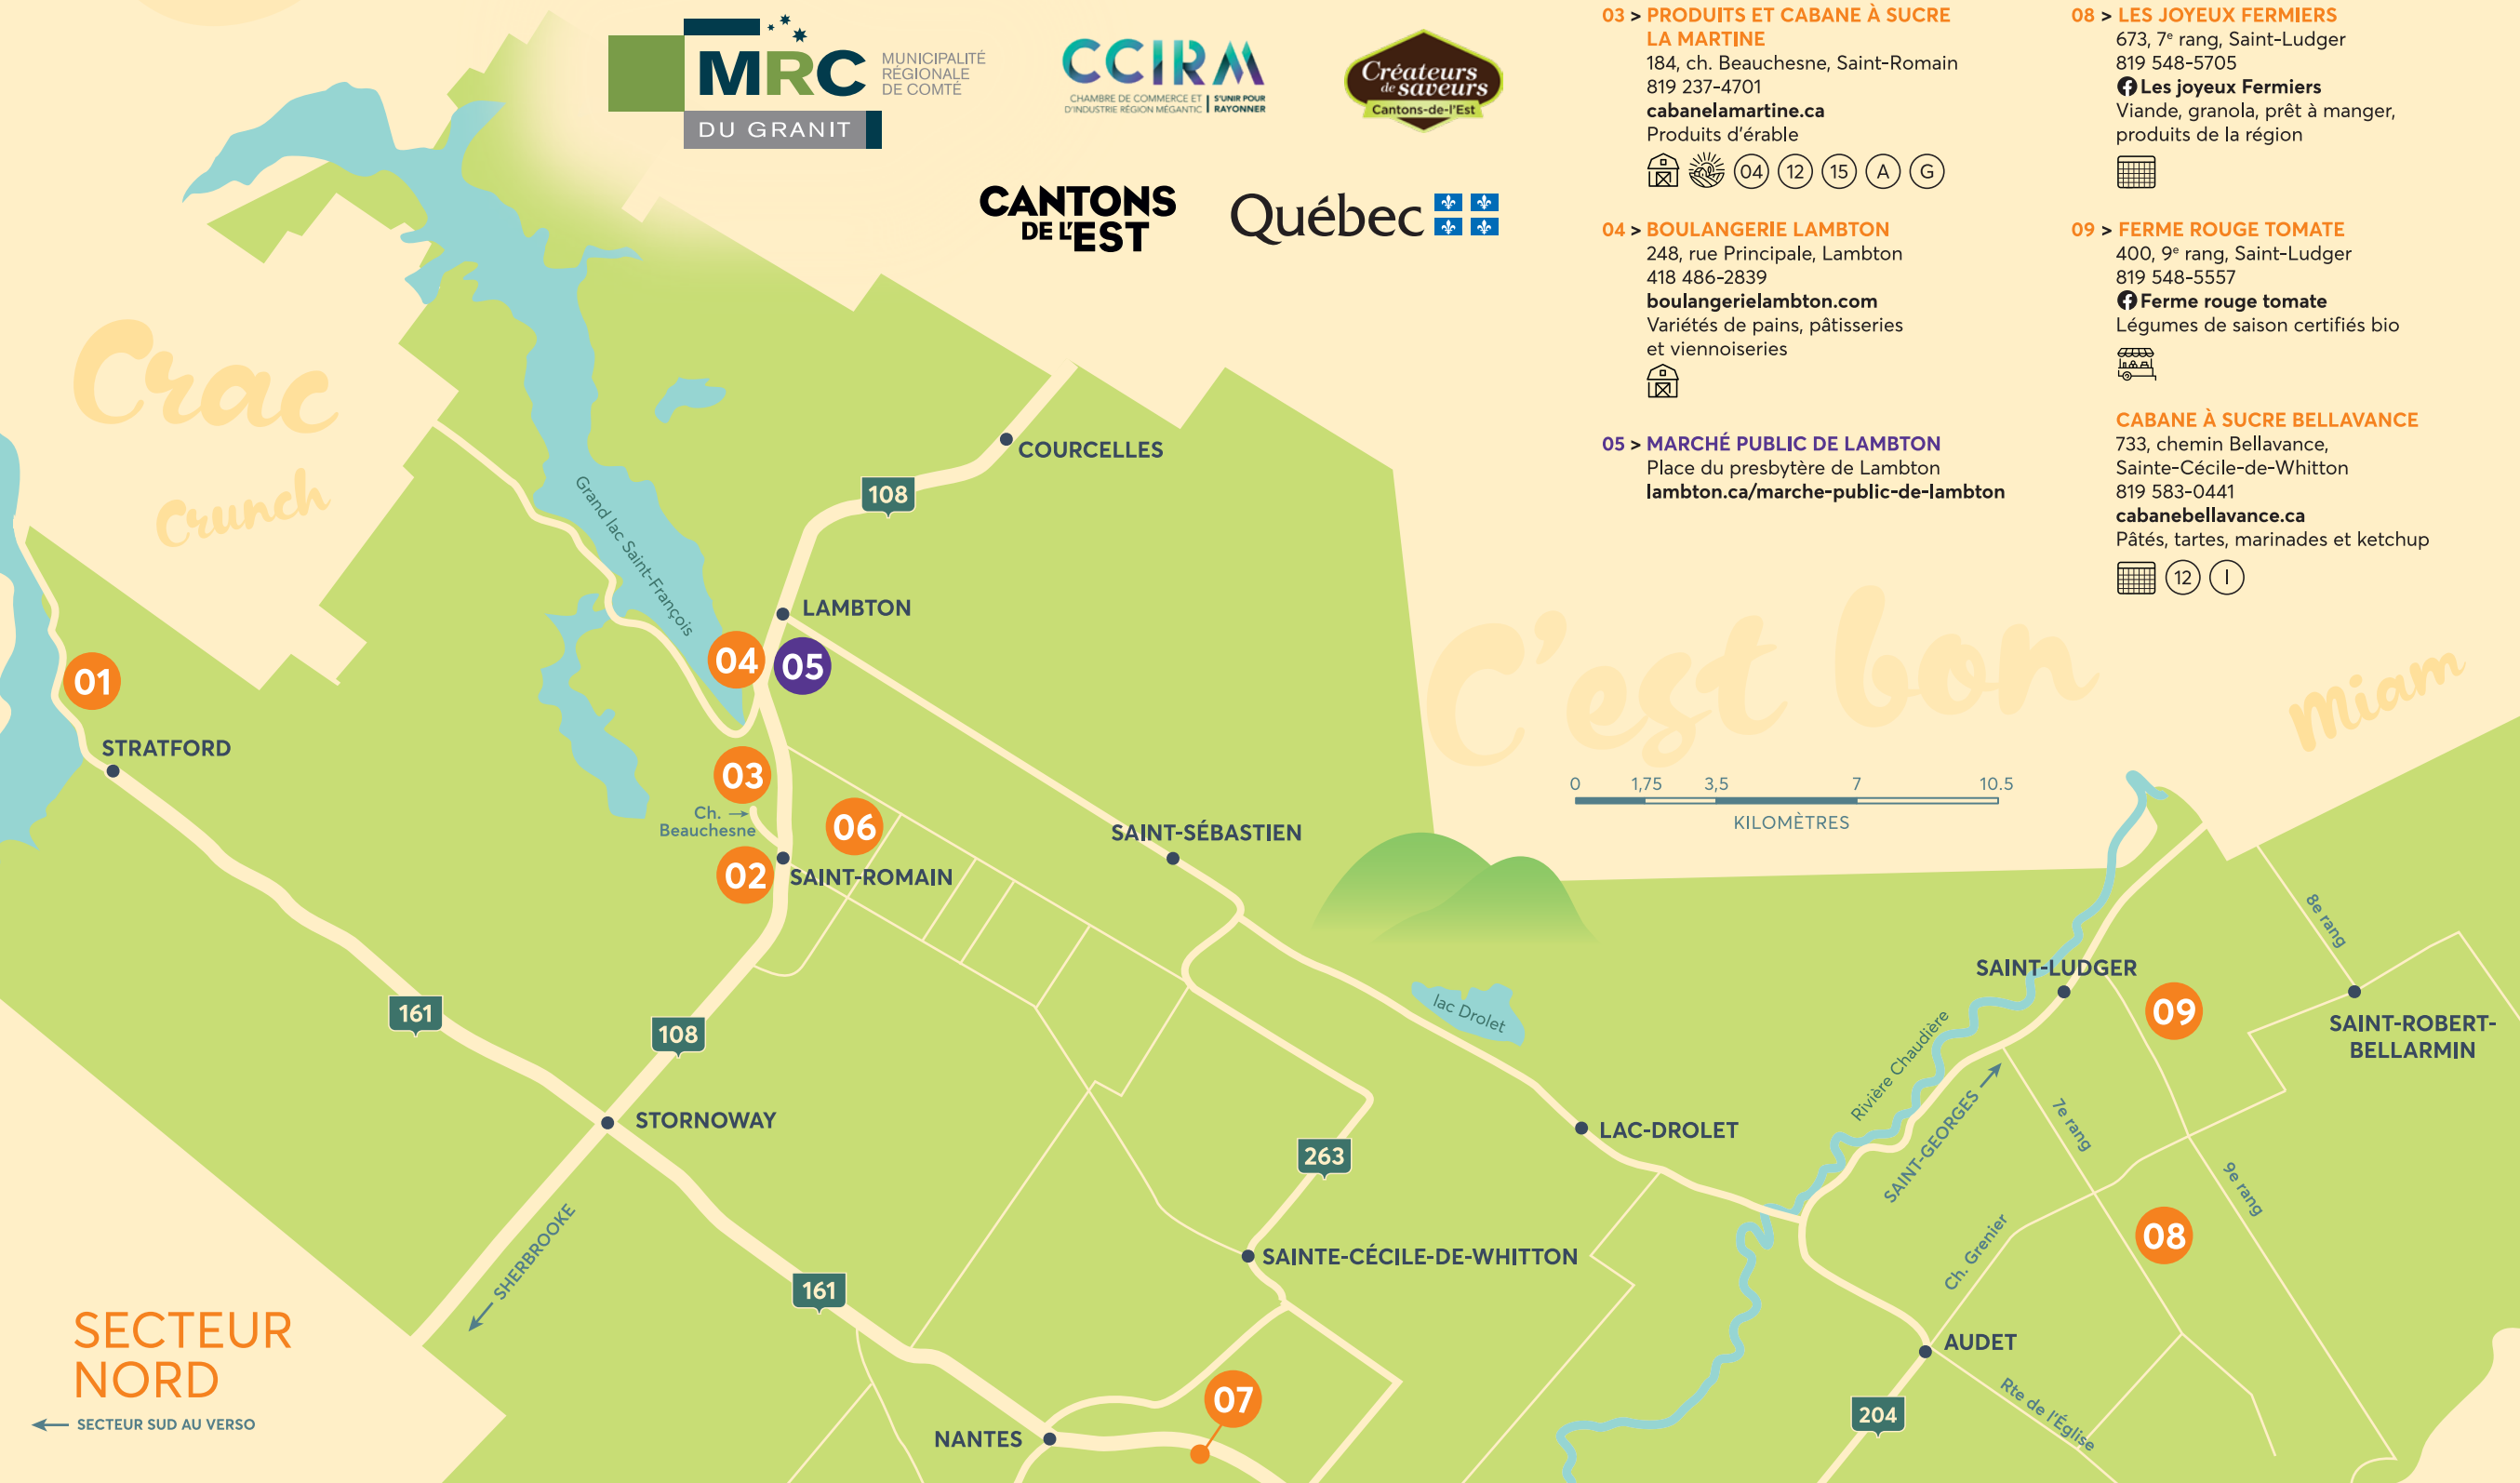 MRC
MUNICIPALITÉ
RÉGIONALE
DE COMTÉ
DU GRANIT
CCIRM
CHAMBRE DE COMMERCE ET
D'INDUSTRIE RÉGION MÉGANTIC
S'UNIR POUR
RAYONNER
Créateurs
de saveurs
Cantons-de-l'Est
CANTONS
DE L'EST
Québec
03 > PRODUITS ET CABANE À SUCRE
LA MARTINE
184, ch. Beauchesne, Saint-Romain
819 237-4701
cabanelamartine.ca
Produits d'érable
04 12 15 A G
04 > BOULANGERIE LAMBTON
248, rue Principale, Lambton
418 486-2839
boulangerielambton.com
Variétés de pains, pâtisseries
et viennoiseries
05 > MARCHÉ PUBLIC DE LAMBTON
Place du presbytère de Lambton
lambton.ca/marche-public-de-lambton
08 > LES JOYEUX FERMIERS
673, 7e rang, Saint-Ludger
819 548-5705
Les joyeux Fermiers
Viande, granola, prêt à manger,
produits de la région
09 > FERME ROUGE TOMATE
400, 9e rang, Saint-Ludger
819 548-5557
Ferme rouge tomate
Légumes de saison certifiés bio
CABANE À SUCRE BELLAVANCE
733, chemin Bellavance,
Sainte-Cécile-de-Whitton
819 583-0441
cabanebellavance.ca
Pâtés, tartes, marinades et ketchup
12 I
Crac
Crunch
C'est bon
Miam
COURCELLES
108
Grand lac Saint-François
LAMBTON
04
05
01
STRATFORD
03
Ch.
Beauchesne
06
02
SAINT-ROMAIN
SAINT-SÉBASTIEN
0 1,75 3,5 7 10.5
KILOMÈTRES
8e rang
SAINT-LUDGER
09
SAINT-ROBERT-
BELLARMIN
161
108
lac Drolet
Rivière Chaudière
SAINT-GEORGES
7e rang
STORNOWAY
LAC-DROLET
263
9e rang
08
Ch. Grenier
SHERBROOKE
SAINTE-CÉCILE-DE-WHITTON
161
AUDET
SECTEUR
NORD
SECTEUR SUD AU VERSO
07
204
Rte de l'Église
NANTES